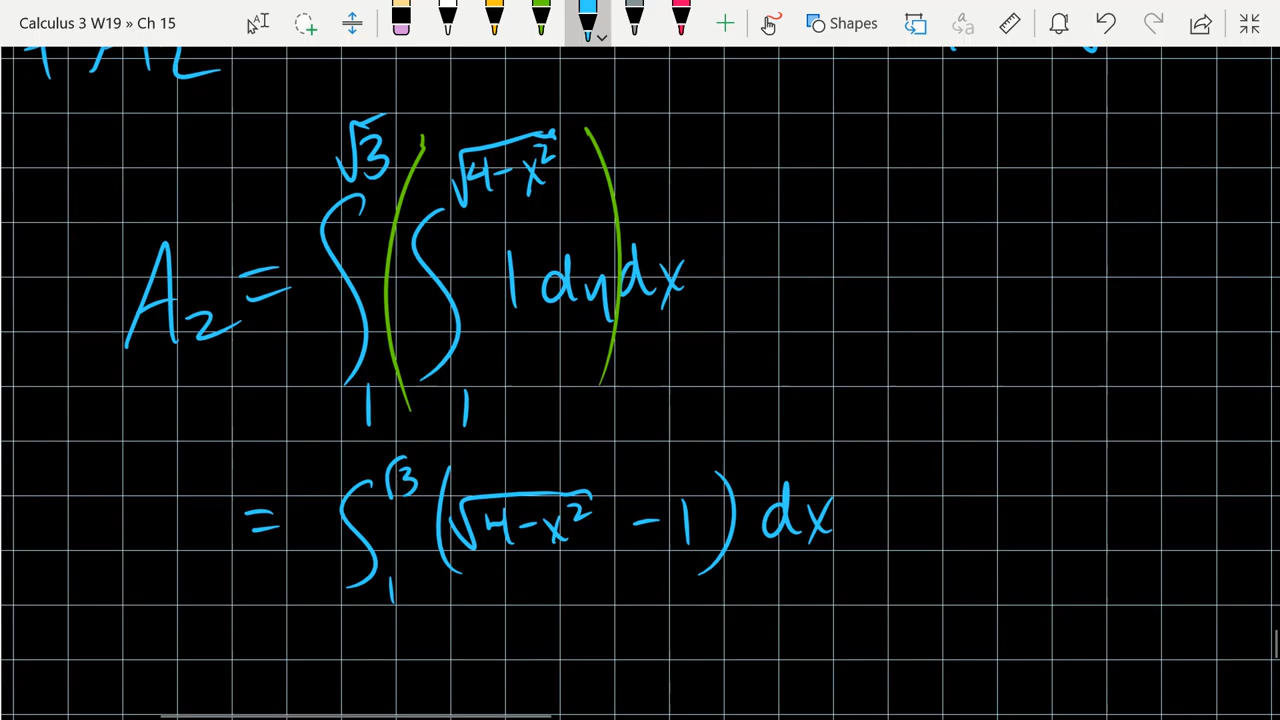 Calculus 3 W19 » Ch 15
Shapes
A₂ = ∫₁^√3 ( ∫₁^√(4-x²) 1 dy ) dx
= ∫₁^√3 ( √(4-x²) - 1 ) dx